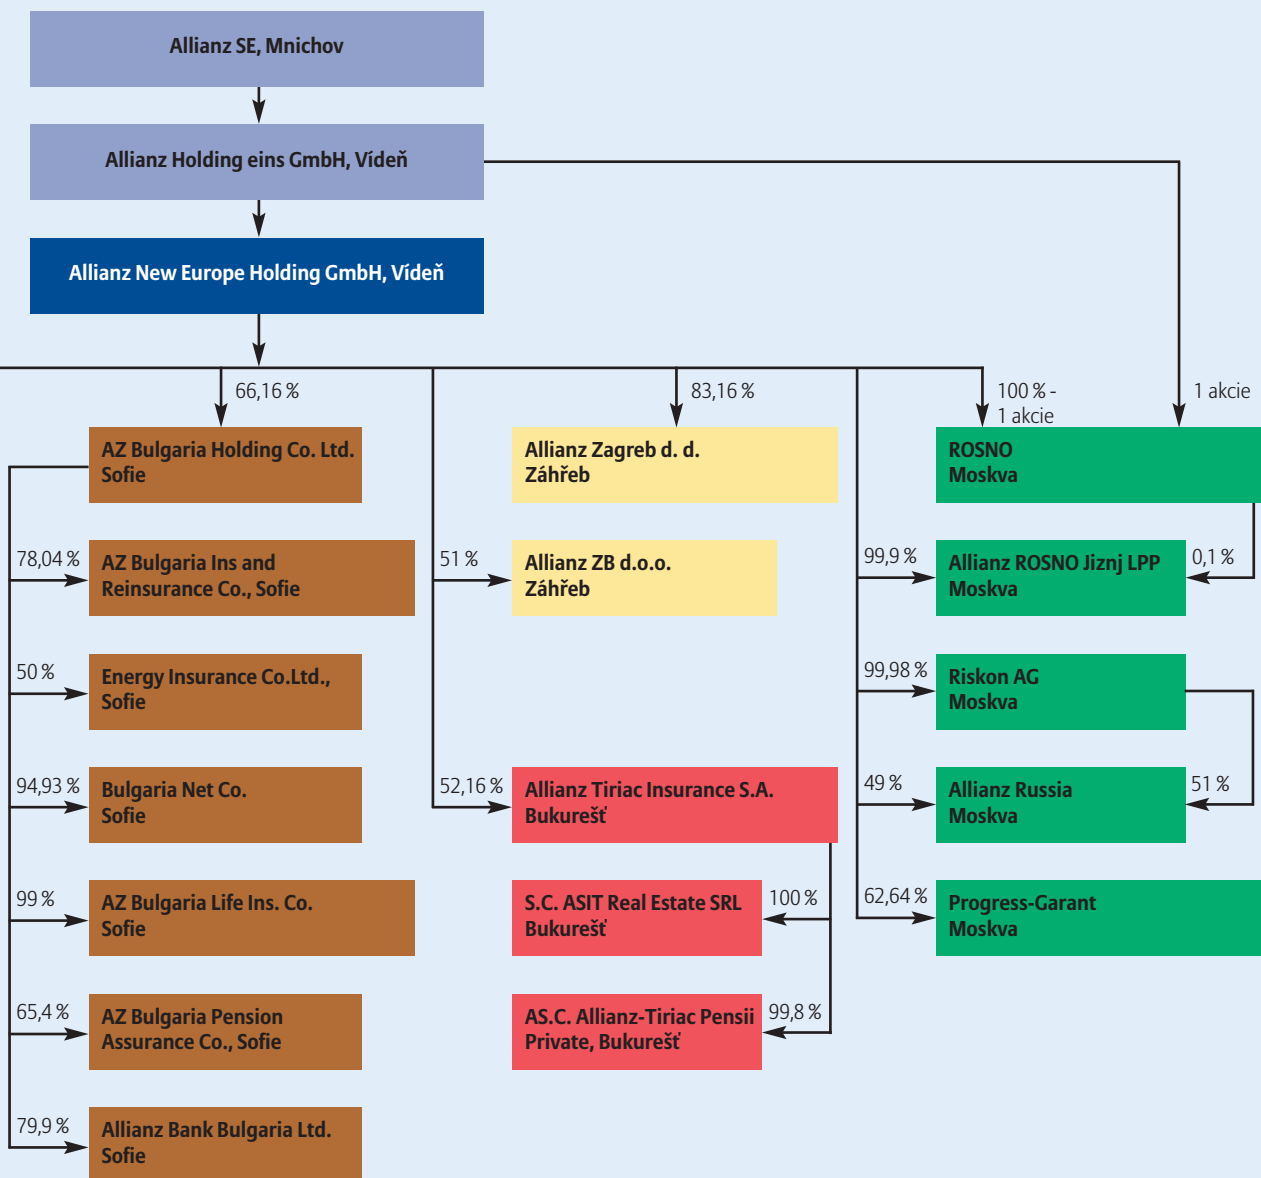 Allianz SE, Mnichov
Allianz Holding eins GmbH, Vídeň
Allianz New Europe Holding GmbH, Vídeň
66,16 %
83,16 %
100 % -
1 akcie
1 akcie
AZ Bulgaria Holding Co. Ltd.
Sofie
Allianz Zagreb d. d.
Záhřeb
ROSNO
Moskva
78,04 %
AZ Bulgaria Ins and
Reinsurance Co., Sofie
51 %
Allianz ZB d.o.o.
Záhřeb
99,9 %
Allianz ROSNO Jiznj LPP
Moskva
0,1 %
50 %
Energy Insurance Co.Ltd.,
Sofie
99,98 %
Riskon AG
Moskva
94,93 %
Bulgaria Net Co.
Sofie
52,16 %
Allianz Tiriac Insurance S.A.
Bukurešť
49 %
Allianz Russia
Moskva
51 %
99 %
AZ Bulgaria Life Ins. Co.
Sofie
S.C. ASIT Real Estate SRL
Bukurešť
100 %
62,64 %
Progress-Garant
Moskva
65,4 %
AZ Bulgaria Pension
Assurance Co., Sofie
AS.C. Allianz-Tiriac Pensii
Private, Bukurešť
99,8 %
79,9 %
Allianz Bank Bulgaria Ltd.
Sofie